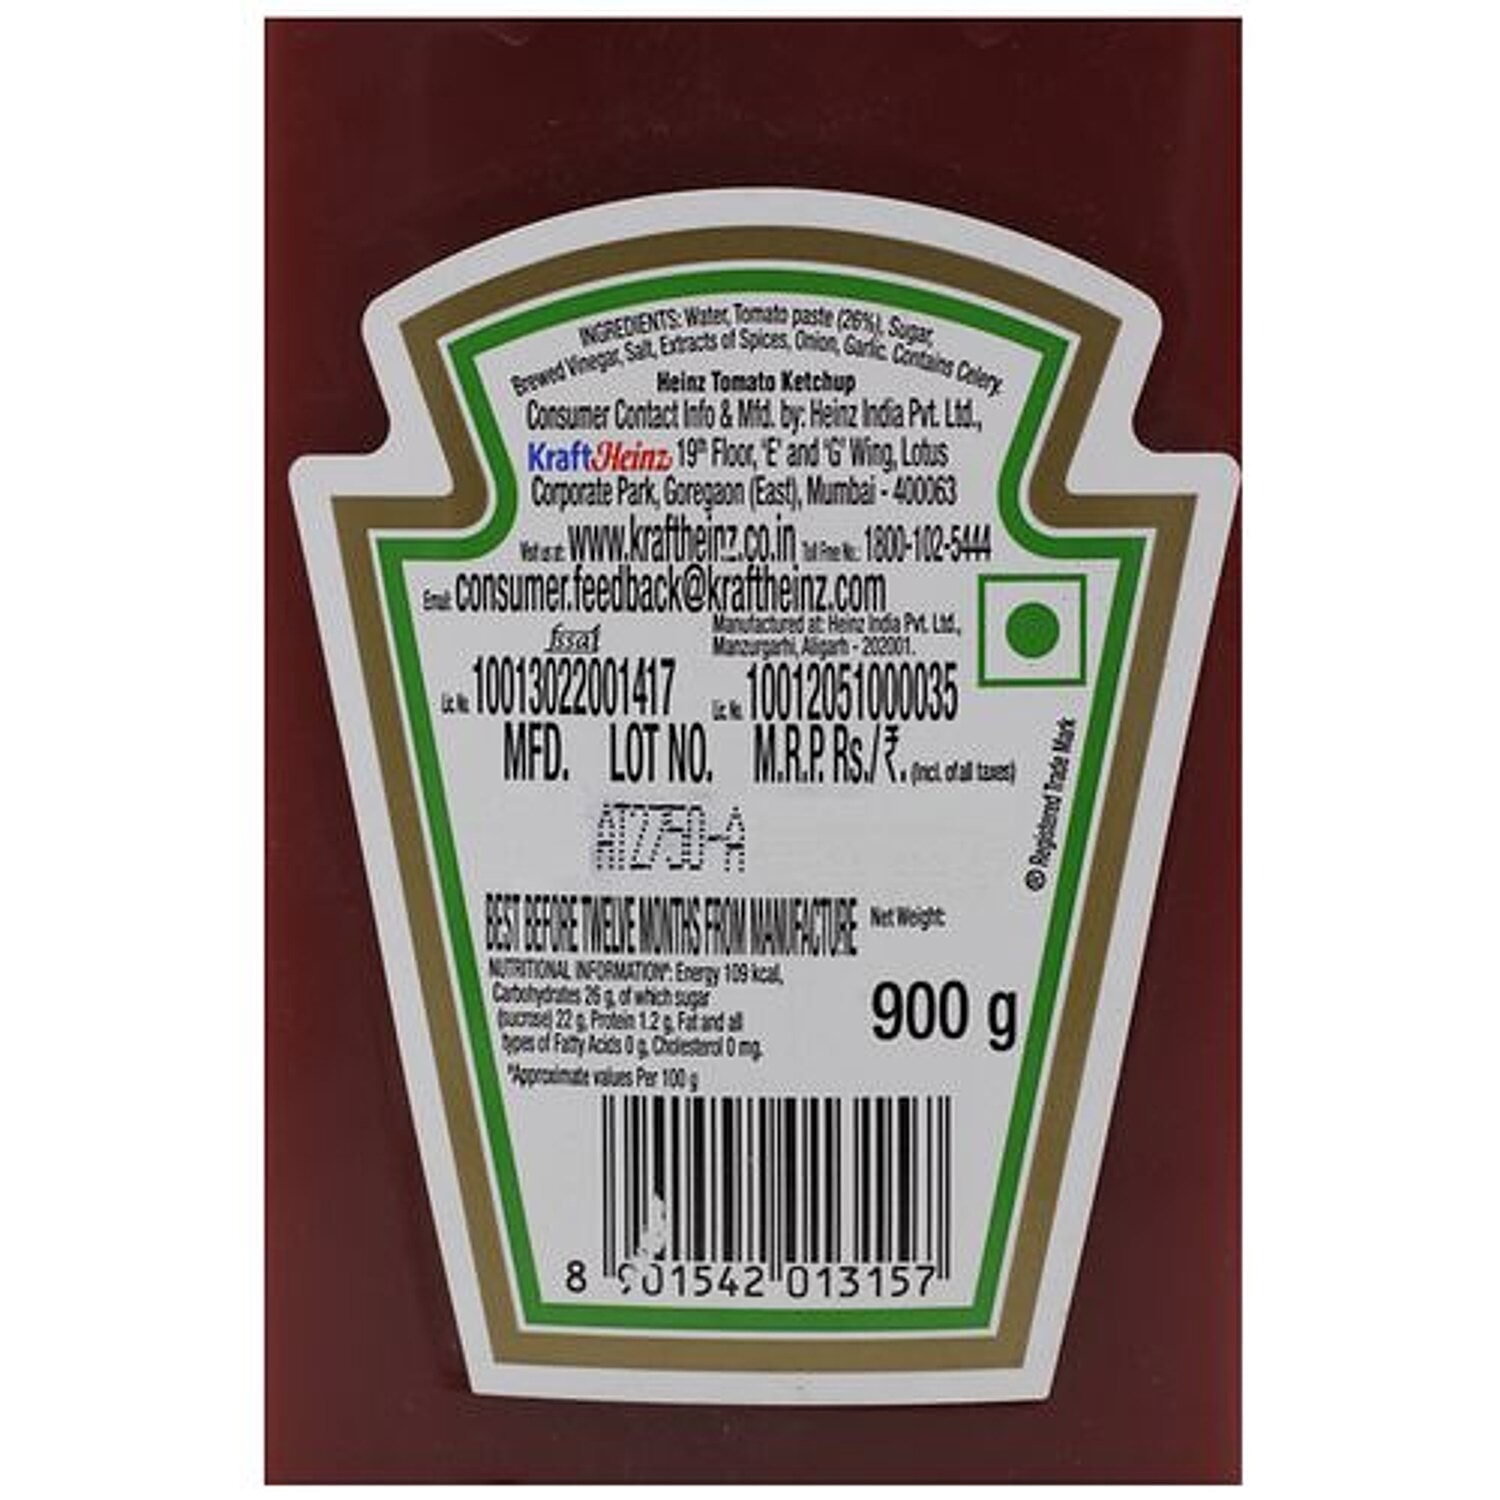 INGREDIENTS: Water, Tomato paste (26%), Sugar,
Brewed Vinegar, Salt, Extracts of Spices, Onion, Garlic. Contains Celery.
Heinz Tomato Ketchup
Consumer Contact Info & Mfd. by: Heinz India Pvt. Ltd.,
KraftHeinz 19th Floor, 'E' and 'G' Wing, Lotus
Corporate Park, Goregaon (East), Mumbai - 400063
Visit us at: www.kraftheinz.co.in Toll Free No.: 1800-102-5444
Email: consumer.feedback@kraftheinz.com
fssai
Lic. No. 10013022001417
Manufactured at: Heinz India Pvt. Ltd.,
Manzurgarhi, Aligarh - 202001.
Lic. No. 10012051000035
MFD. LOT NO. M.R.P. Rs./₹. (incl. of all taxes)
AT2750-A
® Registered Trade Mark
BEST BEFORE TWELVE MONTHS FROM MANUFACTURE
NUTRITIONAL INFORMATION*: Energy 109 kcal,
Carbohydrates 26 g, of which sugar
(sucrose) 22 g, Protein 1.2 g, Fat and all
types of Fatty Acids 0 g, Cholesterol 0 mg.
*Approximate values Per 100 g
Net Weight:
900 g
8 901542 013157